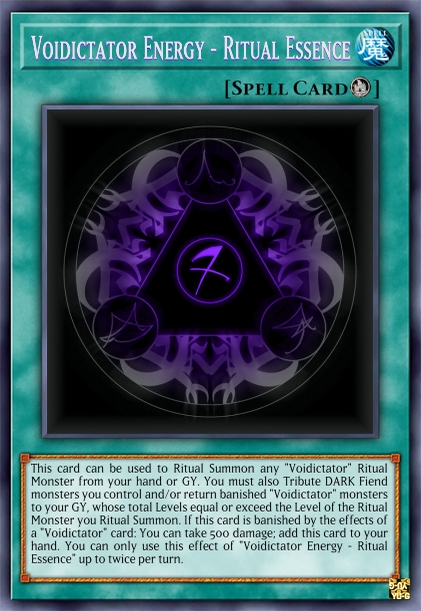 VOIDICTATOR ENERGY - RITUAL ESSENCE
SPELL
魔
[SPELL CARD]
This card can be used to Ritual Summon any "Voidictator" Ritual
Monster from your hand or GY. You must also Tribute DARK Fiend
monsters you control and/or return banished "Voidictator" monsters
to your GY, whose total Levels equal or exceed the Level of the Ritual
Monster you Ritual Summon. If this card is banished by the effects of
a "Voidictator" card: You can take 500 damage; add this card to your
hand. You can only use this effect of "Voidictator Energy - Ritual
Essence" up to twice per turn.